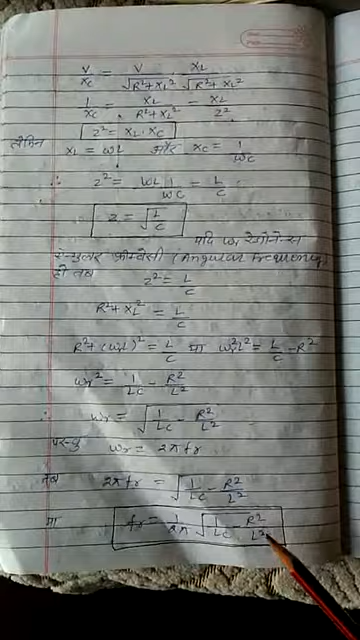 V/Xc = V/√(R²+XL²) XL/√(R²+XL²)
1/Xc = XL/(R²+XL²) - XL/Z²
Z² = XL . Xc
लेकिन XL = ωL और Xc = 1/ωC
∴ Z² = ωL 1/ωC = L/C
Z = √(L/C)
यदि ωr रेजोनेन्स
एन्गुलर फ्रीक्वेंसी (Angular Frequency)
हो तब Z² = L/C
R²+XL² = L/C
R²+(ωrL)² = L/C या ωr²L² = L/C - R²
ωr² = 1/LC - R²/L²
∴ ωr = √(1/LC - R²/L²)
परन्तु ωr = 2πfr
तब 2πfr = √(1/LC - R²/L²)
या fr = 1/2π √(1/LC - R²/L²)